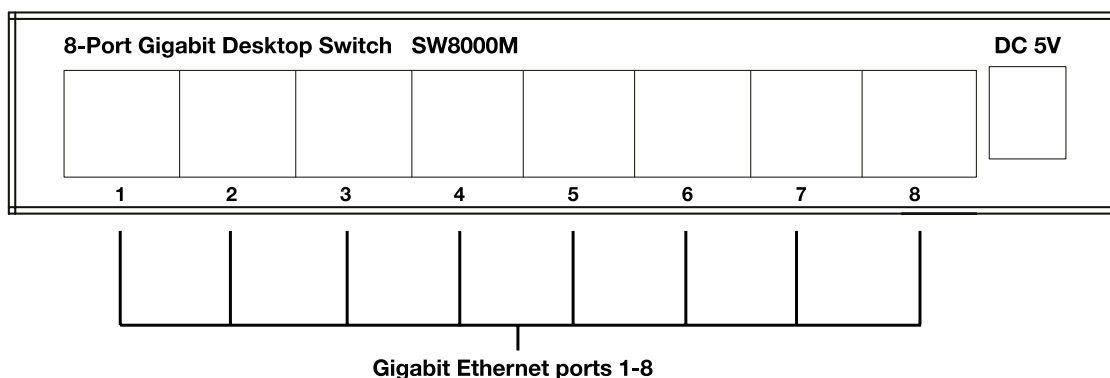 8-Port Gigabit Desktop Switch SW8000M DC 5V
1 2 3 4 5 6 7 8
Gigabit Ethernet ports 1-8